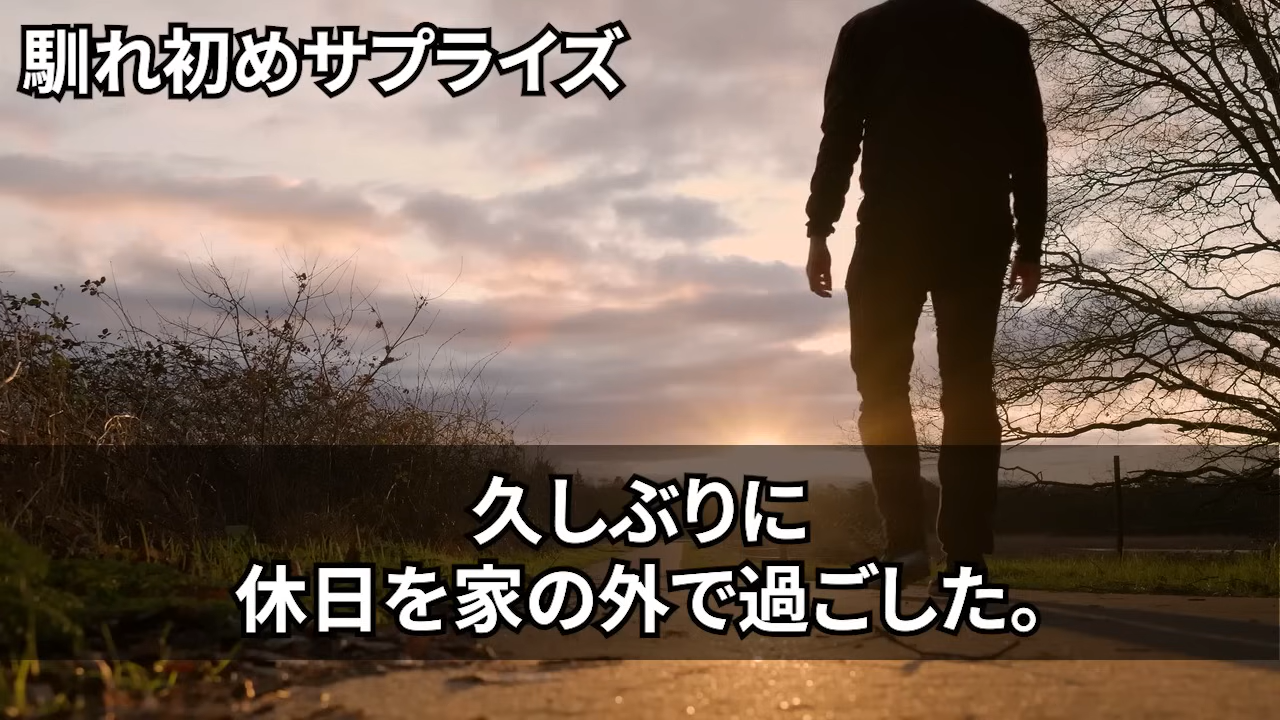 馴れ初めサプライズ
久しぶりに
休日を家の外で過ごした。